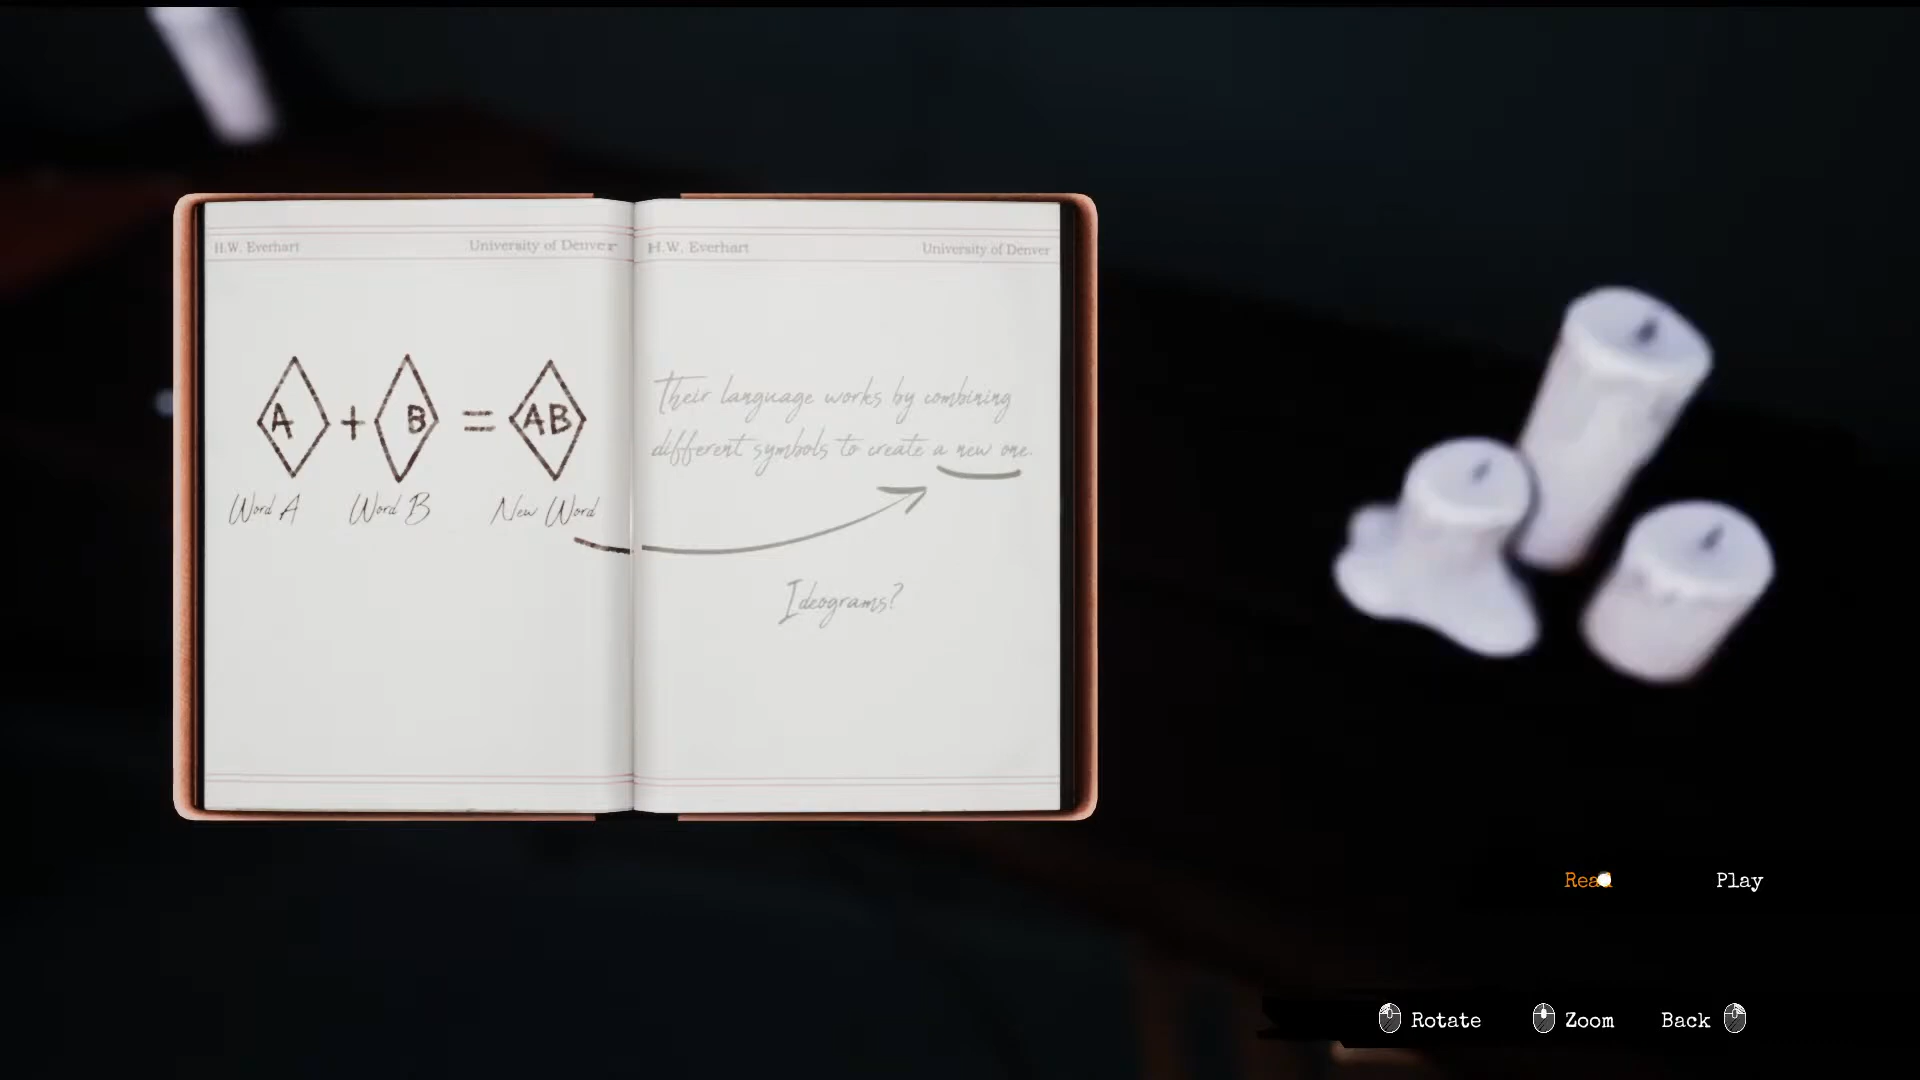 H.W. Everhart University of Denver
A + B = AB
Word A Word B New Word
H.W. Everhart University of Denver
Their language works by combining
different symbols to create a new one.
Ideograms?
Read Play
Rotate Zoom Back